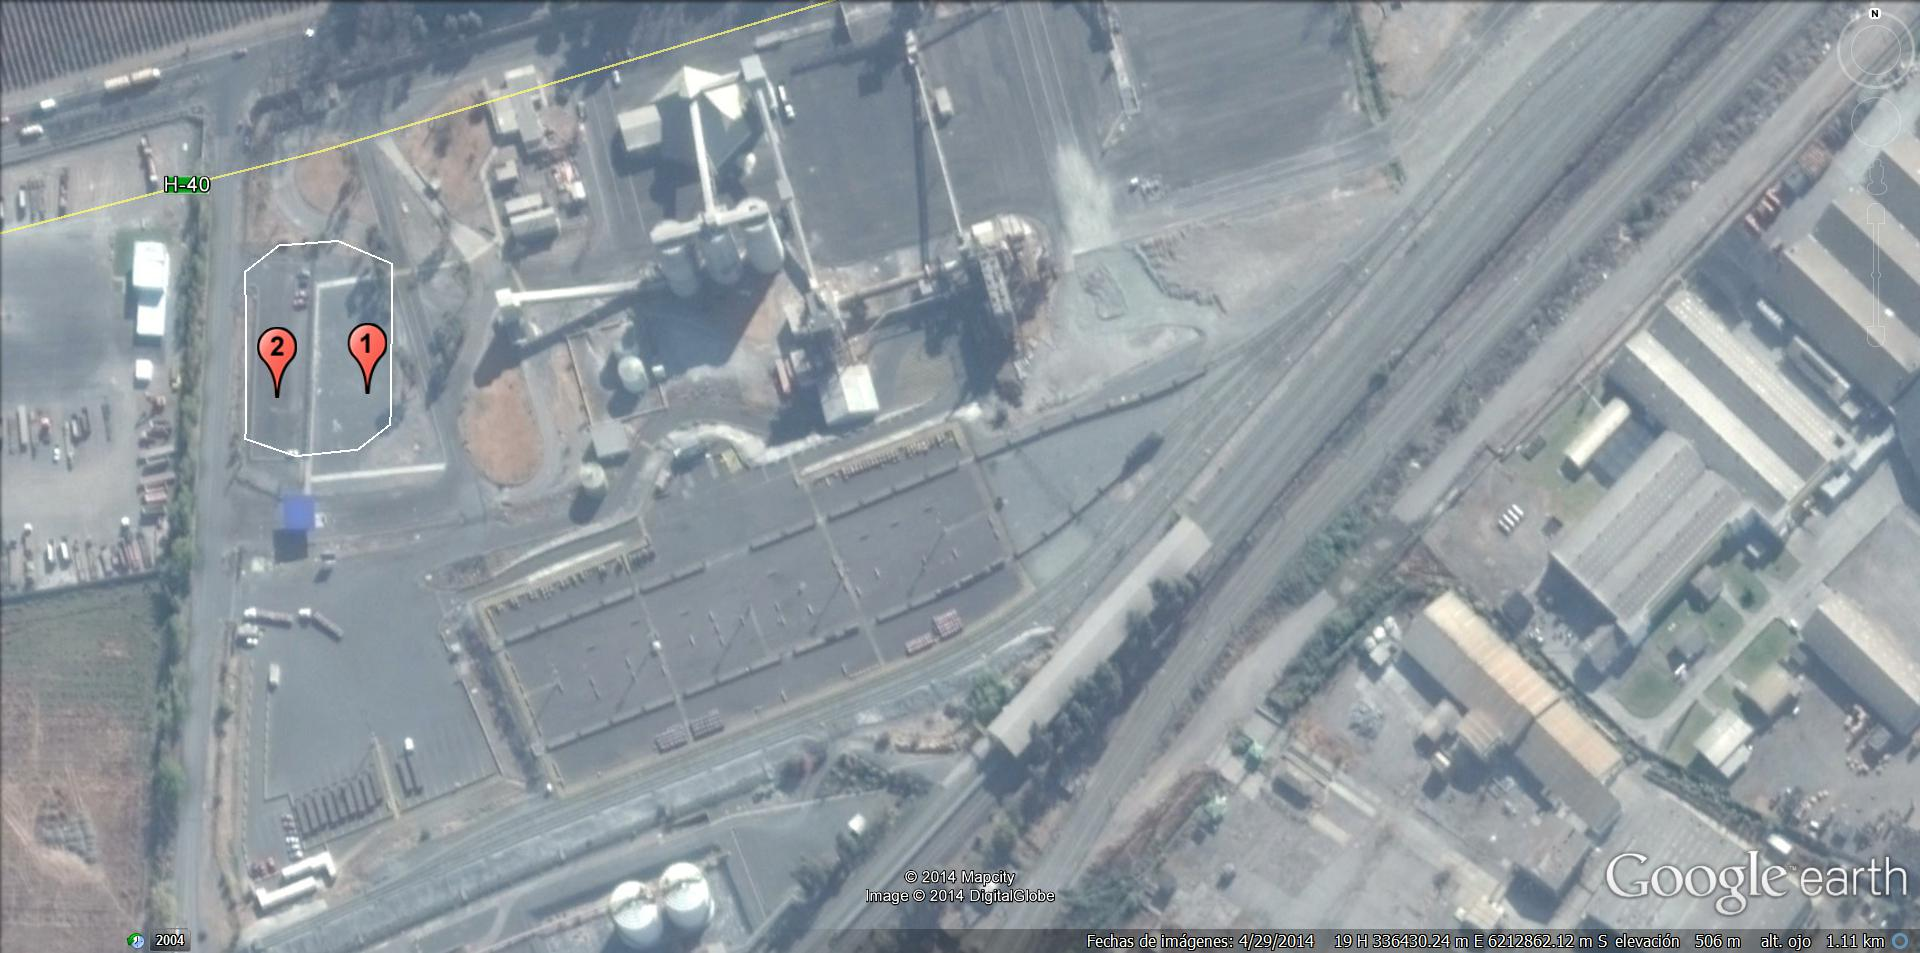 N
H-40
2
1
© 2014 Mapcity
Image © 2014 DigitalGlobe
Google earth
2004
Fechas de imágenes: 4/29/2014 19 H 336430.24 m E 6212862.12 m S elevación 506 m alt. ojo 1.11 km